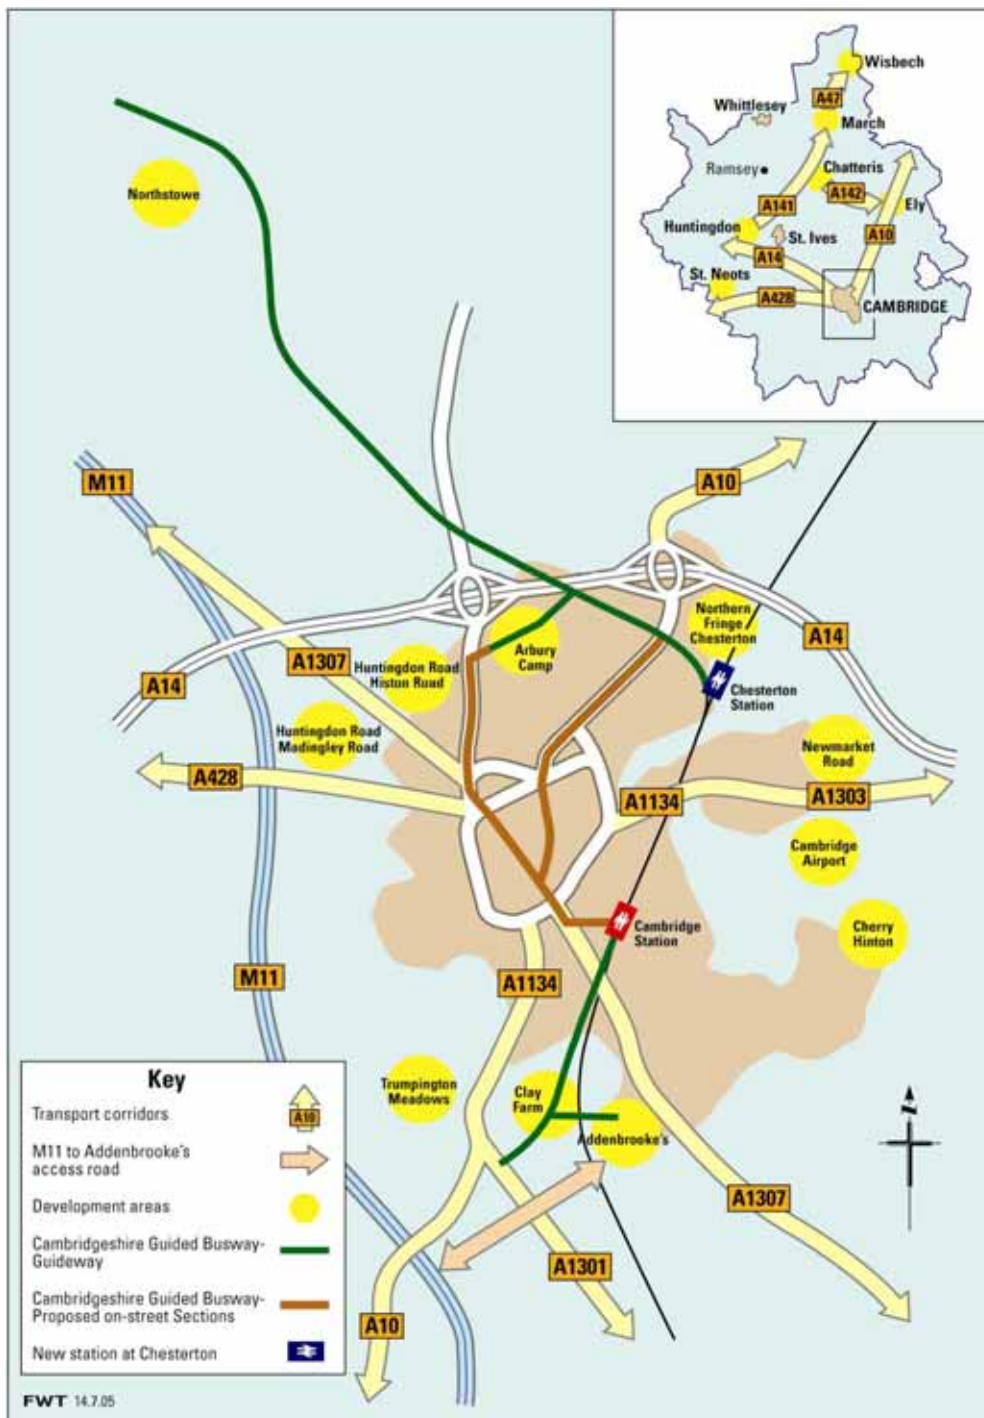 Wisbech
A47
Whittlesey
March
Chatteris
Ramsey
A142
A141
Ely
Huntingdon
A10
St. Ives
A14
St. Neots
A428
CAMBRIDGE
Northstowe
M11
A10
Northern
Fringe
Chesterton
A14
Arbury
Camp
A1307
Huntingdon Road
Histon Road
A14
Chesterton
Station
Huntingdon Road
Madingley Road
Newmarket
Road
A428
A1134
A1303
Cambridge
Airport
Cherry
Hinton
Cambridge
Station
M11
A1134
Trumpington
Meadows
Clay
Farm
Addenbrooke's
A1307
A1301
A10
Key
Transport corridors
A10
M11 to Addenbrooke's
access road
Development areas
Cambridgeshire Guided Busway-
Guideway
Cambridgeshire Guided Busway-
Proposed on-street Sections
New station at Chesterton
FWT 14.7.05